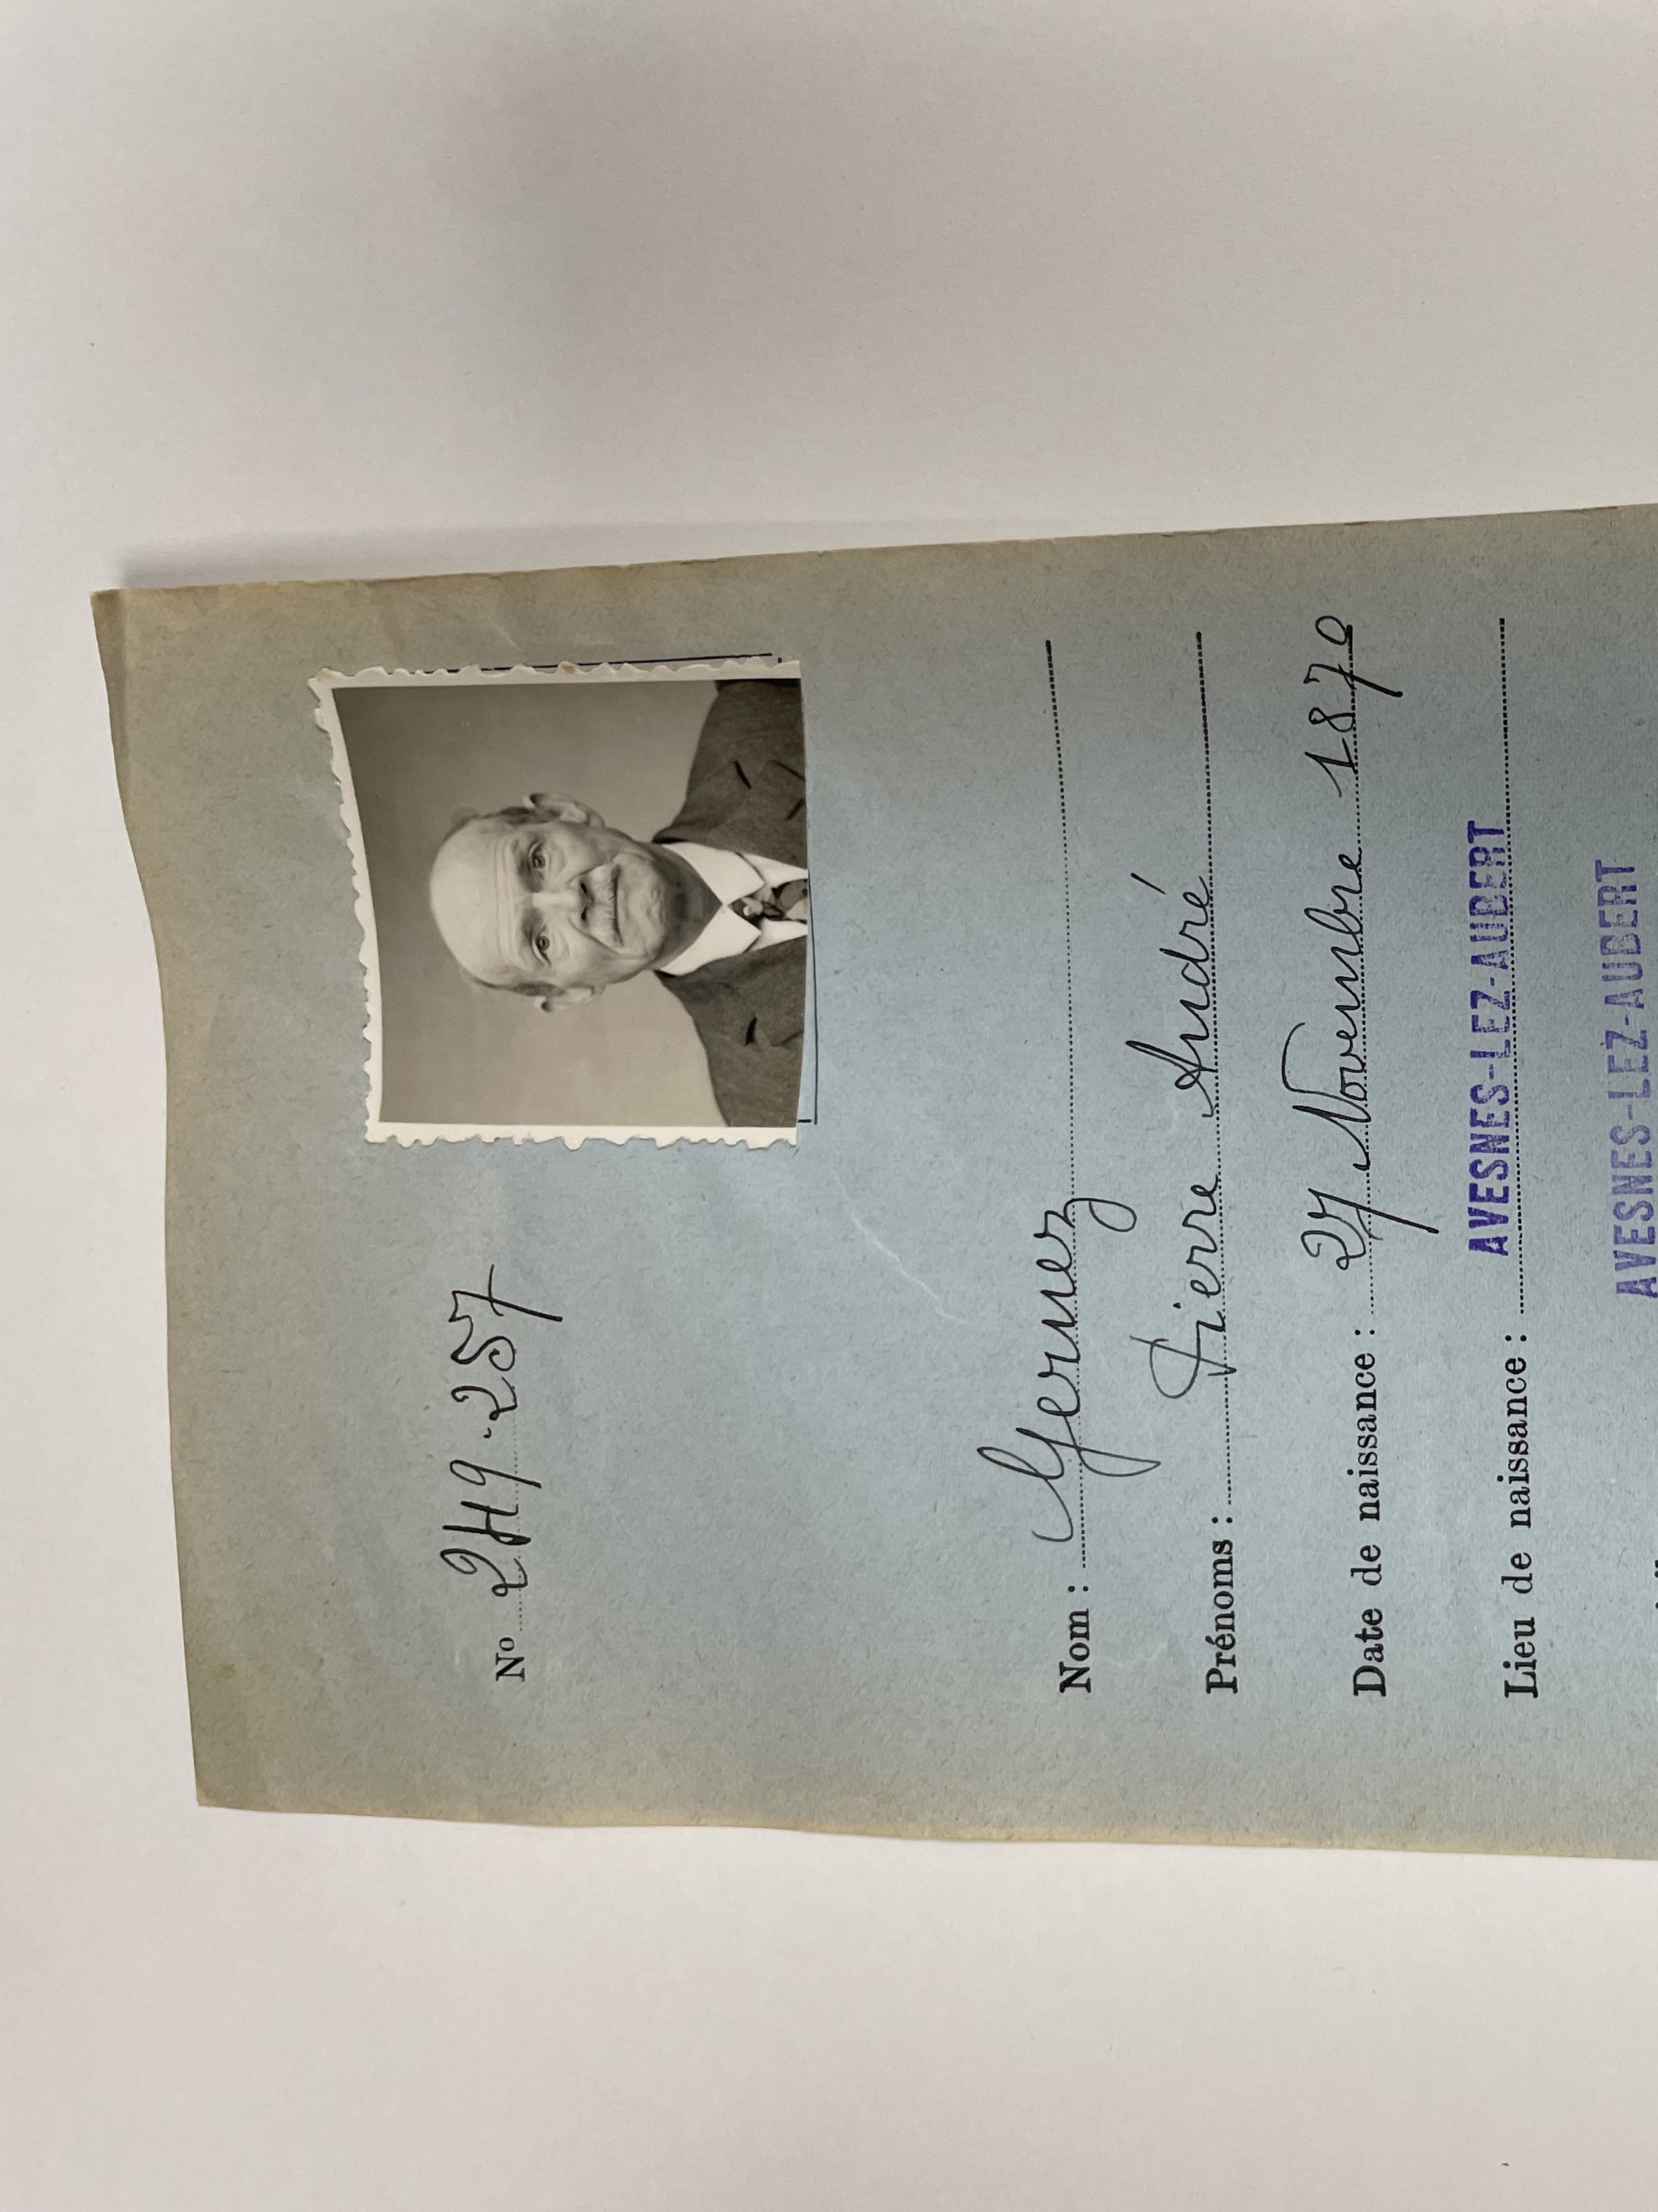 Nº 249.257
Nom : Gernez
Prénoms : Pierre André
Date de naissance : 27 Novembre 1870
Lieu de naissance : AVESNES-LEZ-AUBERT
AVESNES-LEZ-AUBERT